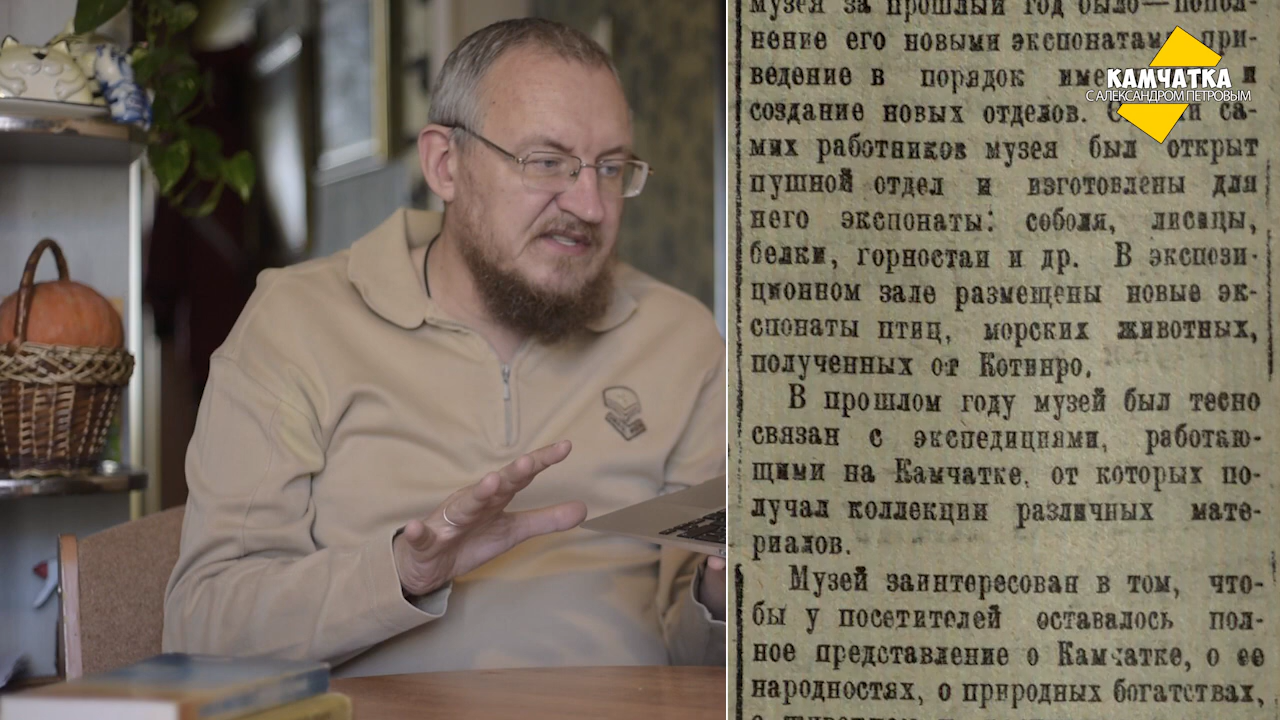 музея за прошлый год было—попол-
нение его новыми экспонатами, при-
ведение в порядок и
создание новых отделов. са-
мих работников музея был открыт
пушной отдел и изготовлены для
него экспонаты: соболя, лисицы,
белки, горностаи и др. В экспози-
ционном зале размещены новые эк-
спонаты птиц, морских животных,
полученных от Котинро.
В прошлом году музей был тесно
связан с экспедициями, работаю-
щими на Камчатке, от которых по-
лучал коллекции различных мате-
риалов.
Музей заинтересован в том, что-
бы у посетителей оставалось пол-
ное представление о Камчатке, о ее
народностях, о природных богатствах,
КАМЧАТКА
С АЛЕКСАНДРОМ ПЕТРОВЫМ